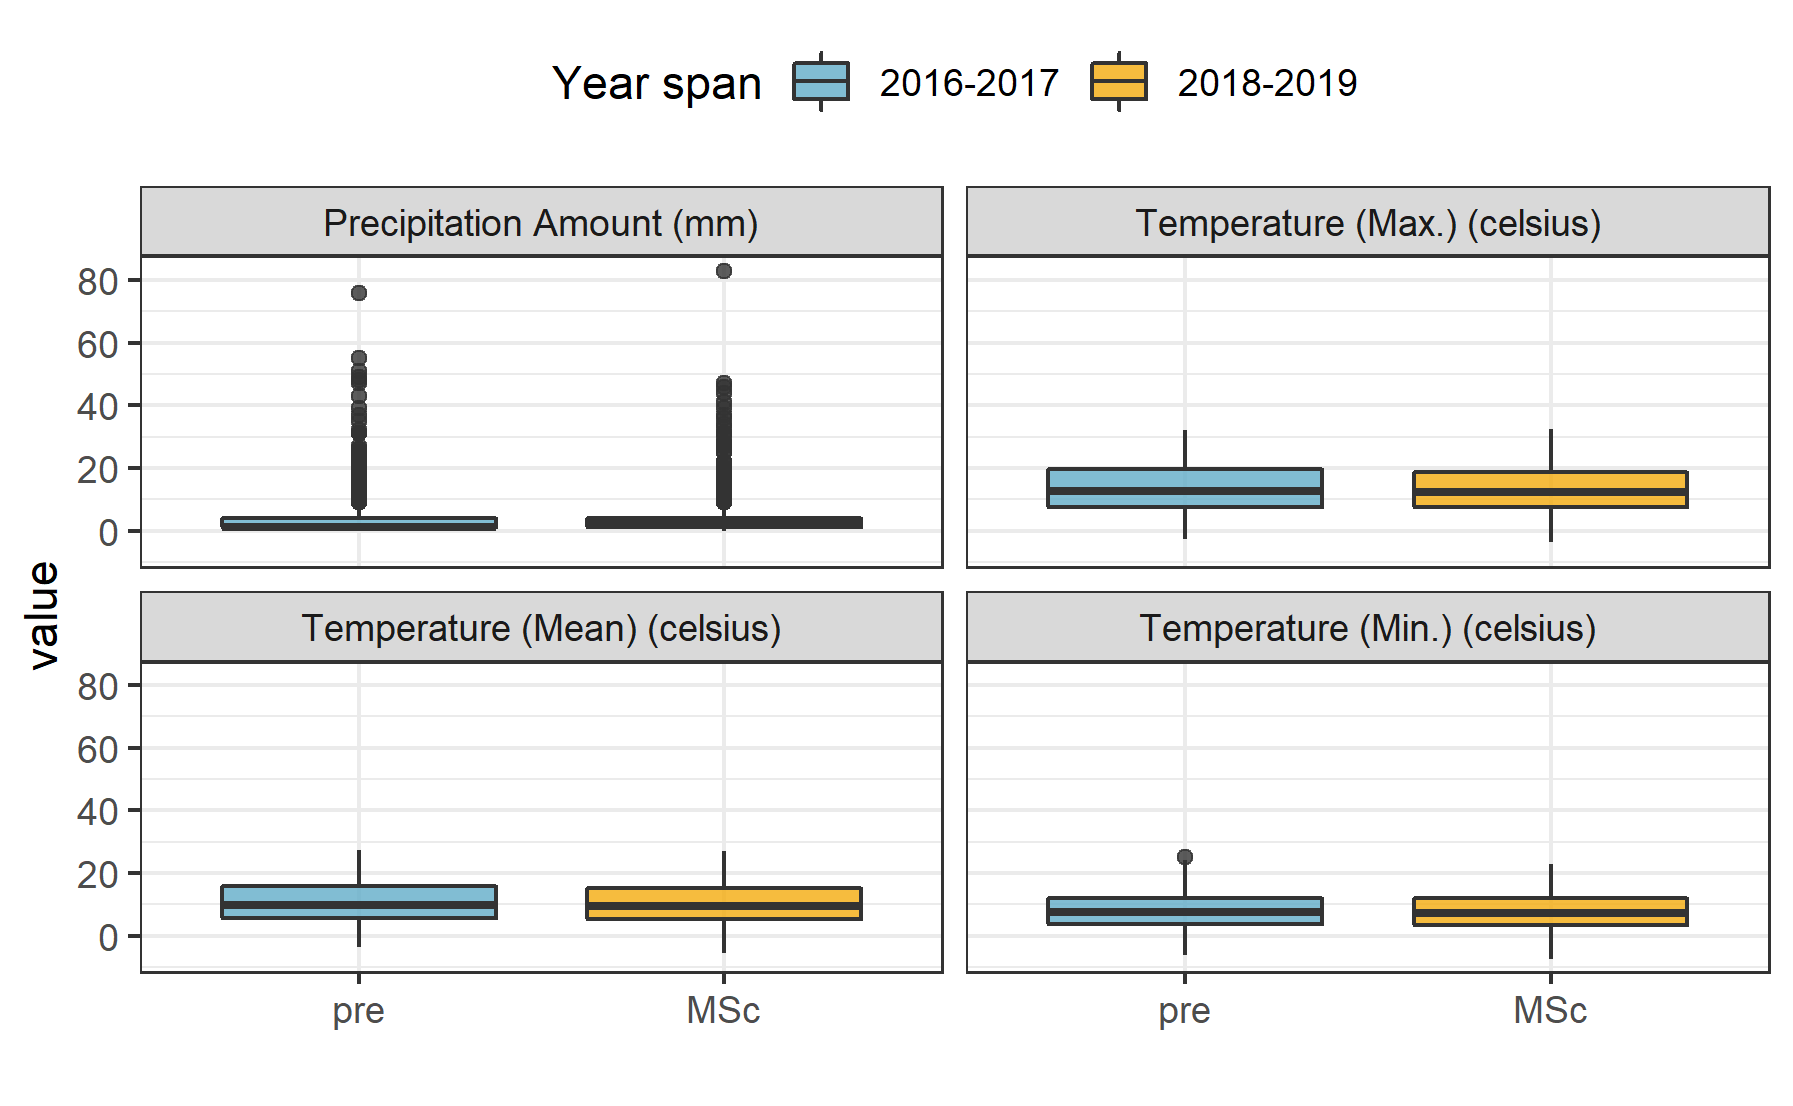 Year span 2016-2017 2018-2019
Precipitation Amount (mm) Temperature (Max.) (celsius)
80
60
40
20
0
value
Temperature (Mean) (celsius) Temperature (Min.) (celsius)
80
60
40
20
0
pre MSc pre MSc